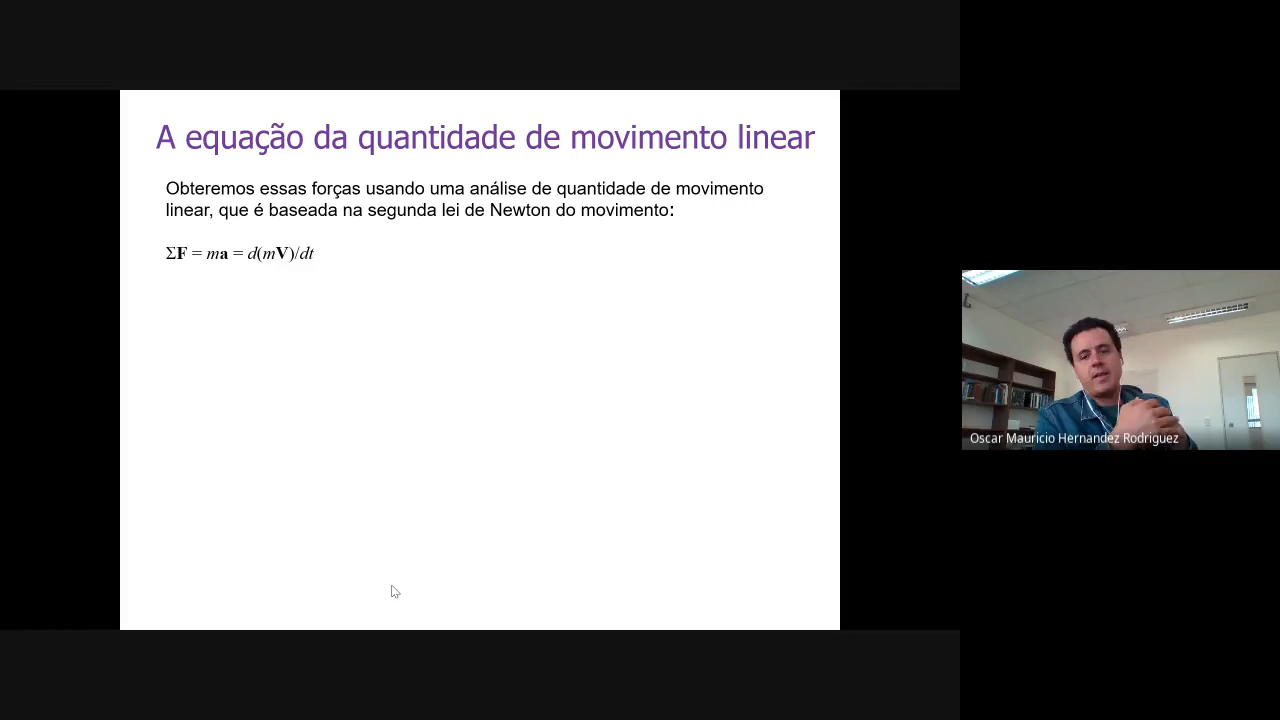 A equação da quantidade de movimento linear
Obteremos essas forças usando uma análise de quantidade de movimento
linear, que é baseada na segunda lei de Newton do movimento:
ΣF = ma = d(mV)/dt
Oscar Mauricio Hernandez Rodriguez